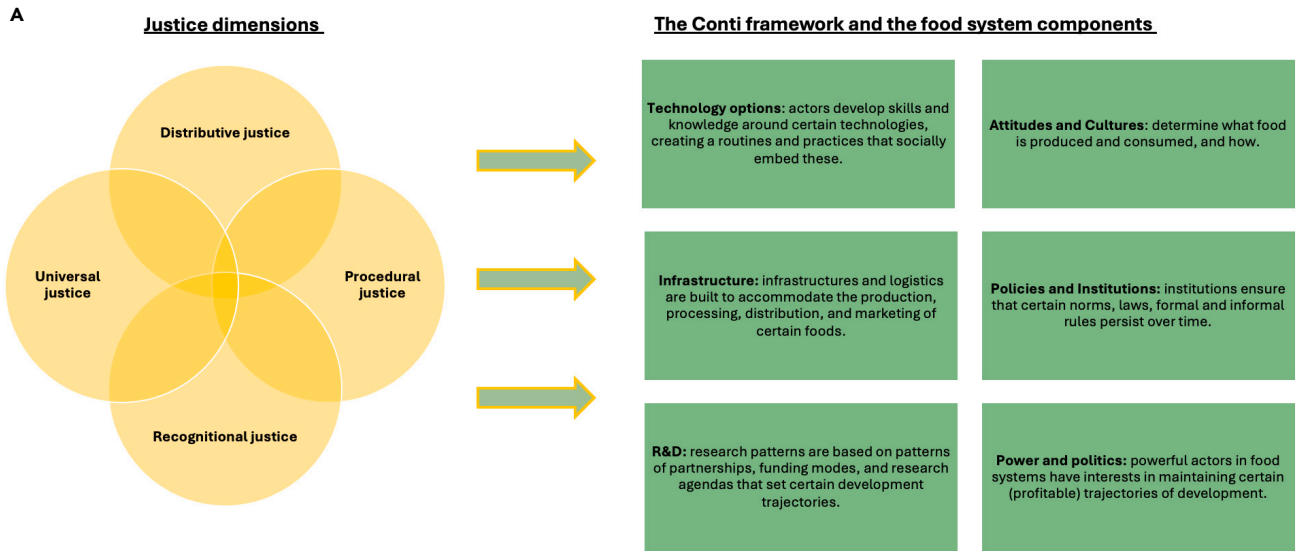 A
Justice dimensions
Distributive justice
Universal
justice
Procedural
justice
Recognitional justice
The Conti framework and the food system components
Technology options: actors develop skills and
knowledge around certain technologies,
creating a routines and practices that socially
embed these.
Attitudes and Cultures: determine what food
is produced and consumed, and how.
Infrastructure: infrastructures and logistics
are built to accommodate the production,
processing, distribution, and marketing of
certain foods.
Policies and Institutions: institutions ensure
that certain norms, laws, formal and informal
rules persist over time.
R&D: research patterns are based on patterns
of partnerships, funding modes, and research
agendas that set certain development
trajectories.
Power and politics: powerful actors in food
systems have interests in maintaining certain
(profitable) trajectories of development.